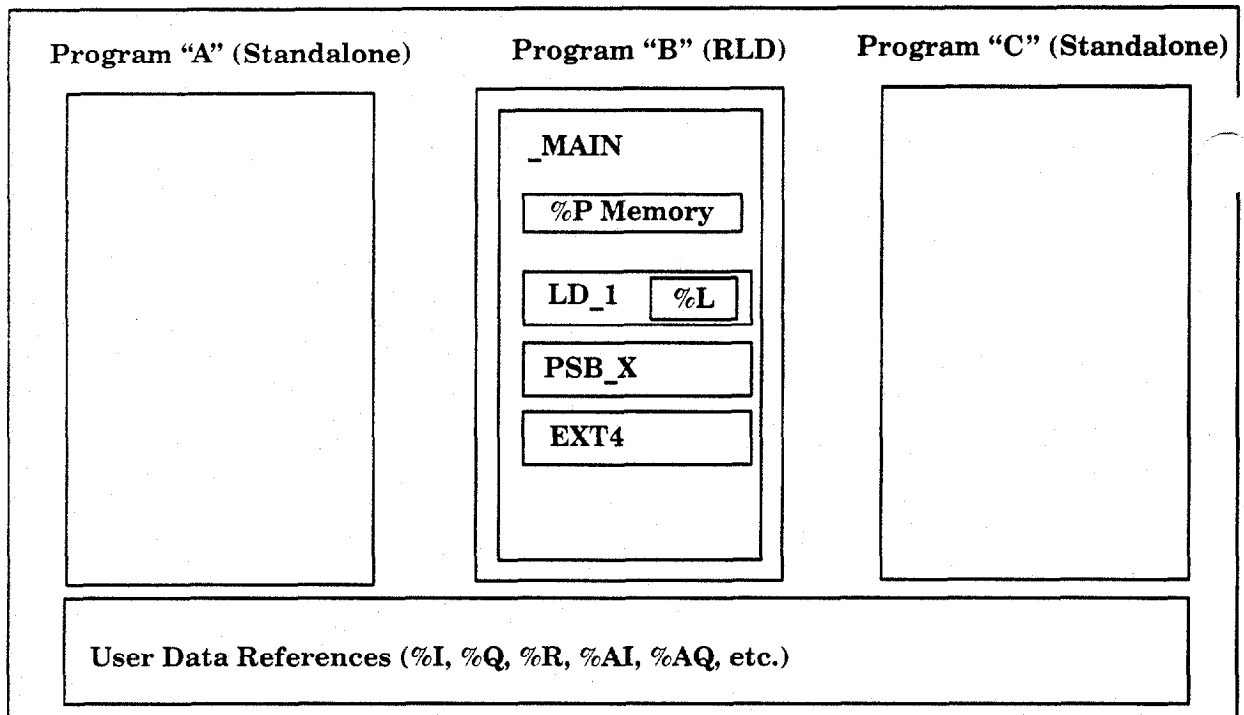 Program “A” (Standalone)
Program “B” (RLD)
Program “C” (Standalone)
_MAIN
%P Memory
LD_1
%L
PSB_X
EXT4
User Data References (%I, %Q, %R, %AI, %AQ, etc.)